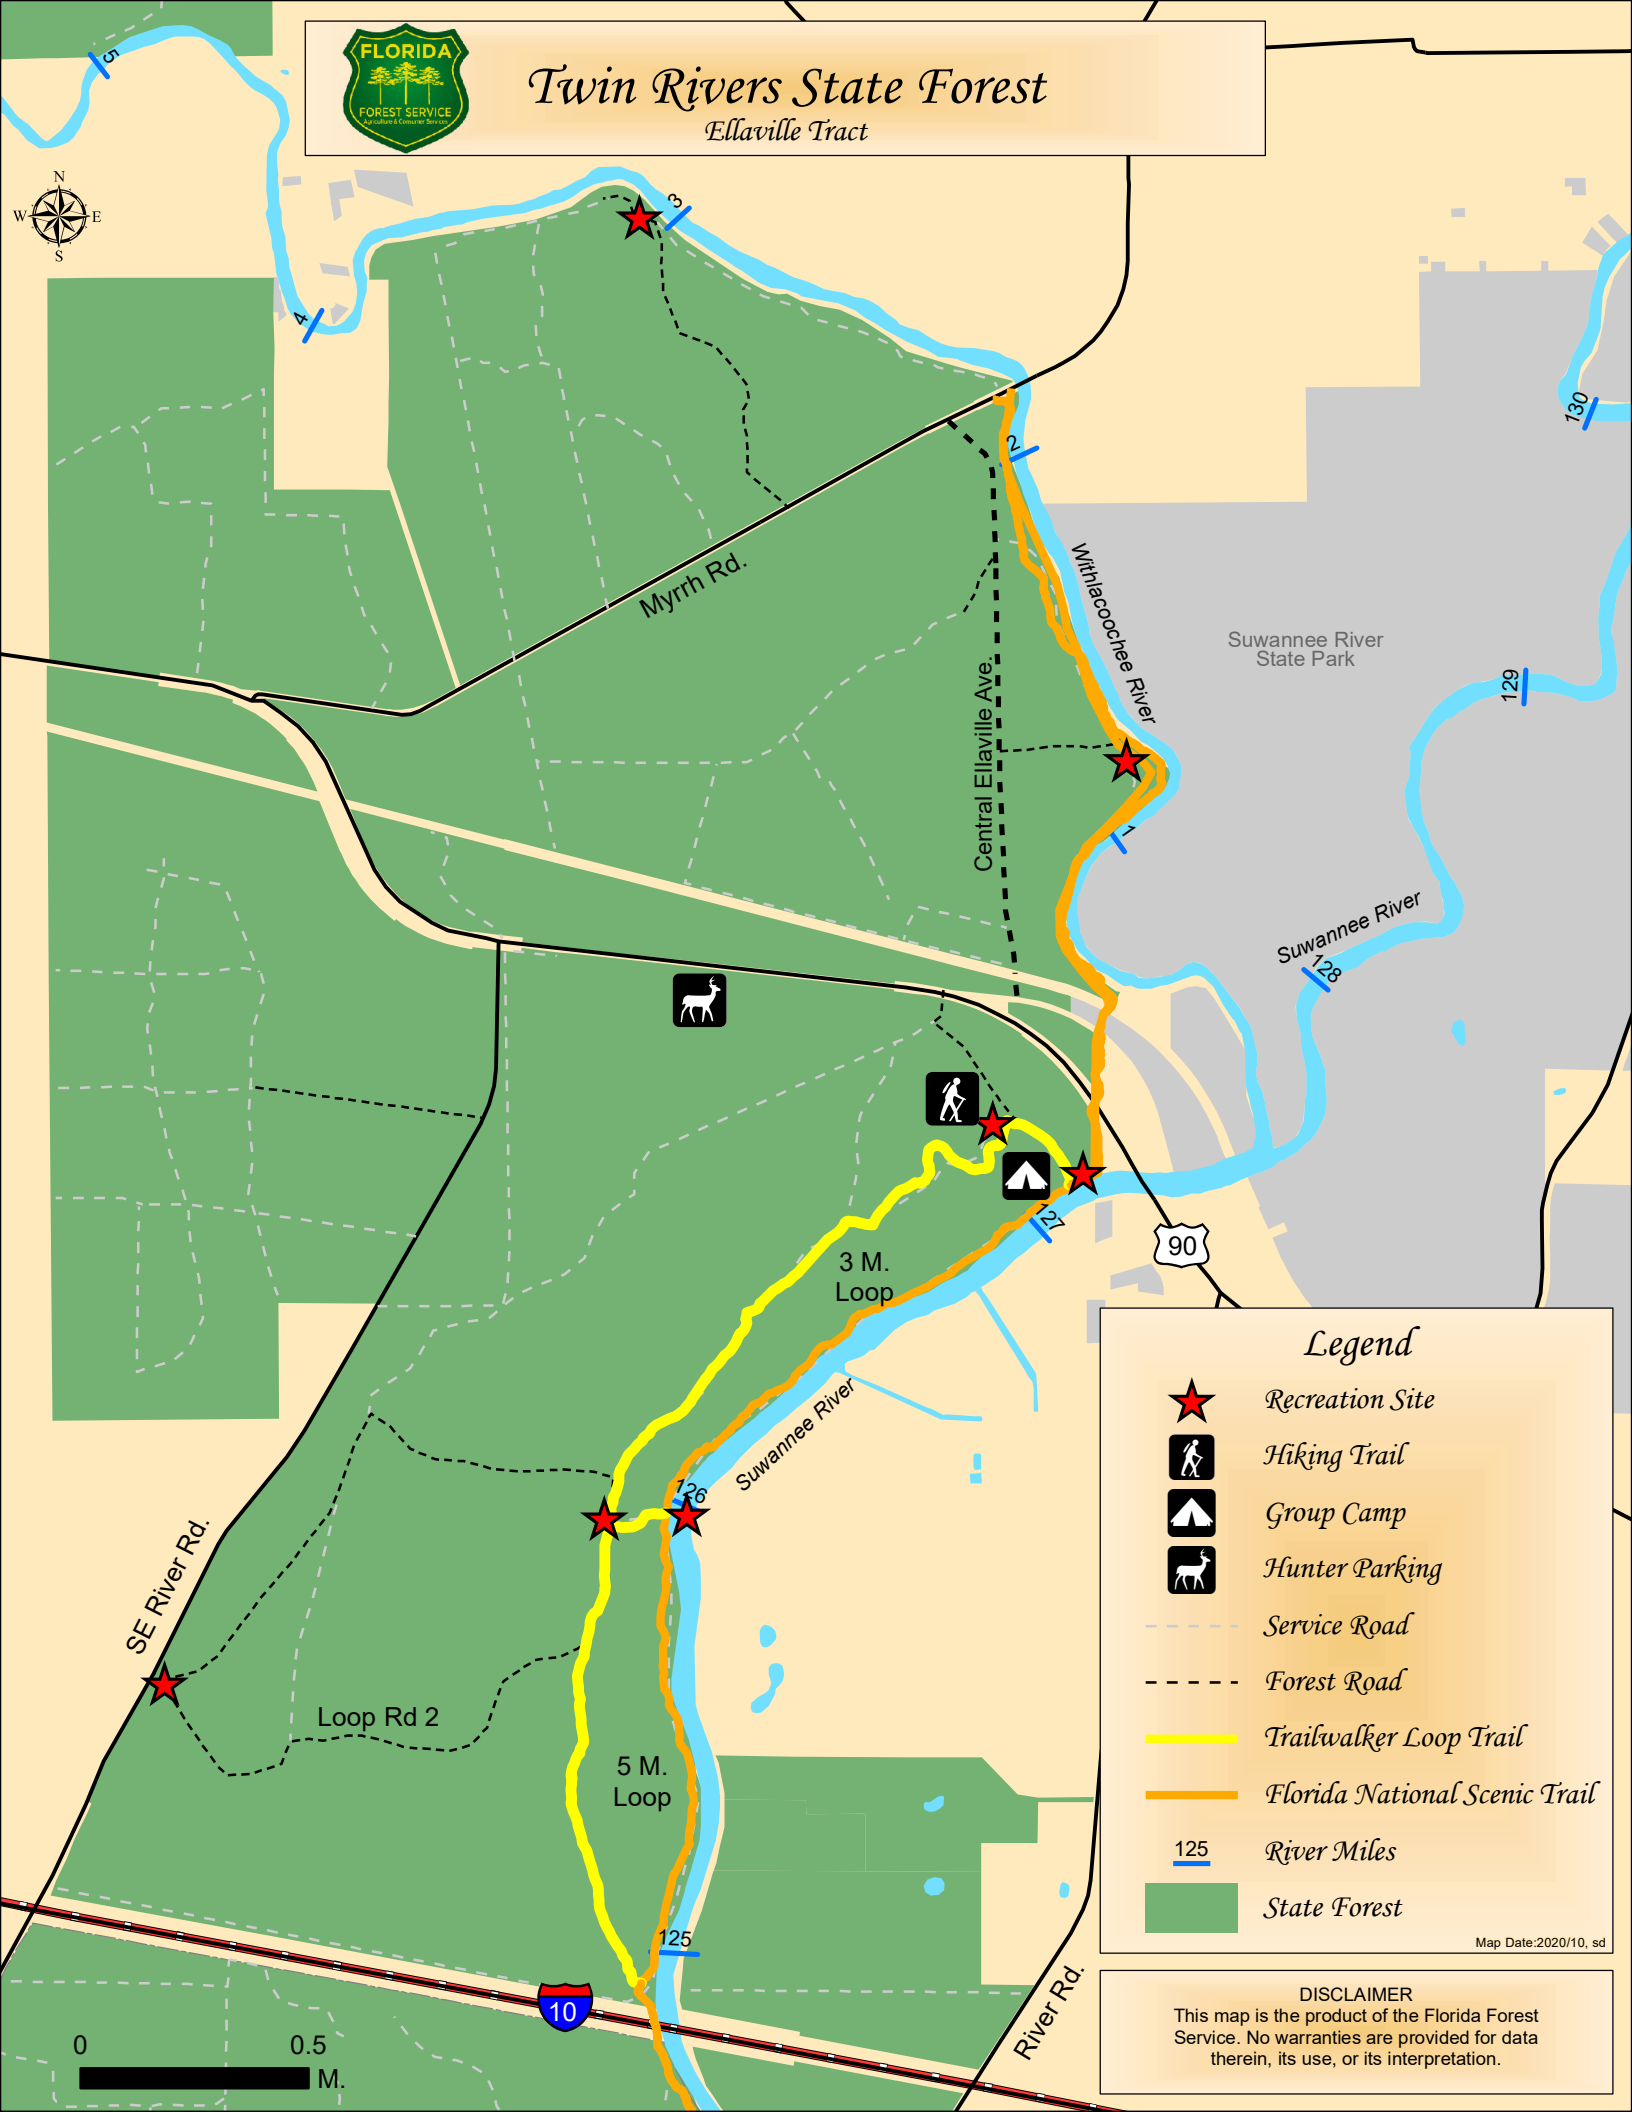 Twin Rivers State Forest
Ellaville Tract
FLORIDA
FOREST SERVICE
Agriculture & Consumer Services
N
W
E
S
5
4
3
2
1
130
129
128
127
126
125
Myrrh Rd.
Withlacoochee River
Central Ellaville Ave.
Suwannee River
State Park
Suwannee River
90
3 M.
Loop
Suwannee River
SE River Rd.
Loop Rd 2
5 M.
Loop
10
River Rd.
0
0.5
M.
Legend
Recreation Site
Hiking Trail
Group Camp
Hunter Parking
Service Road
Forest Road
Trailwalker Loop Trail
Florida National Scenic Trail
125
River Miles
State Forest
Map Date:2020/10, sd
DISCLAIMER
This map is the product of the Florida Forest
Service. No warranties are provided for data
therein, its use, or its interpretation.